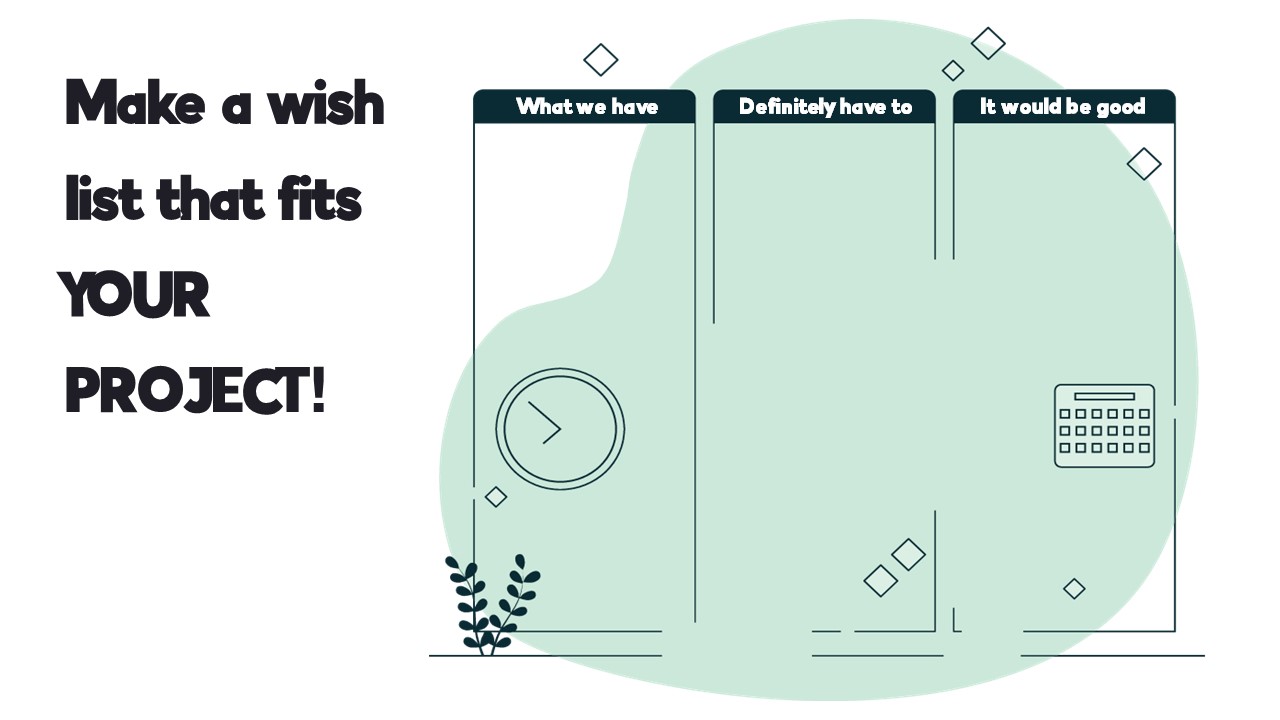 Make a wish
list that fits
YOUR
PROJECT!
What we have
Definitely have to
It would be good